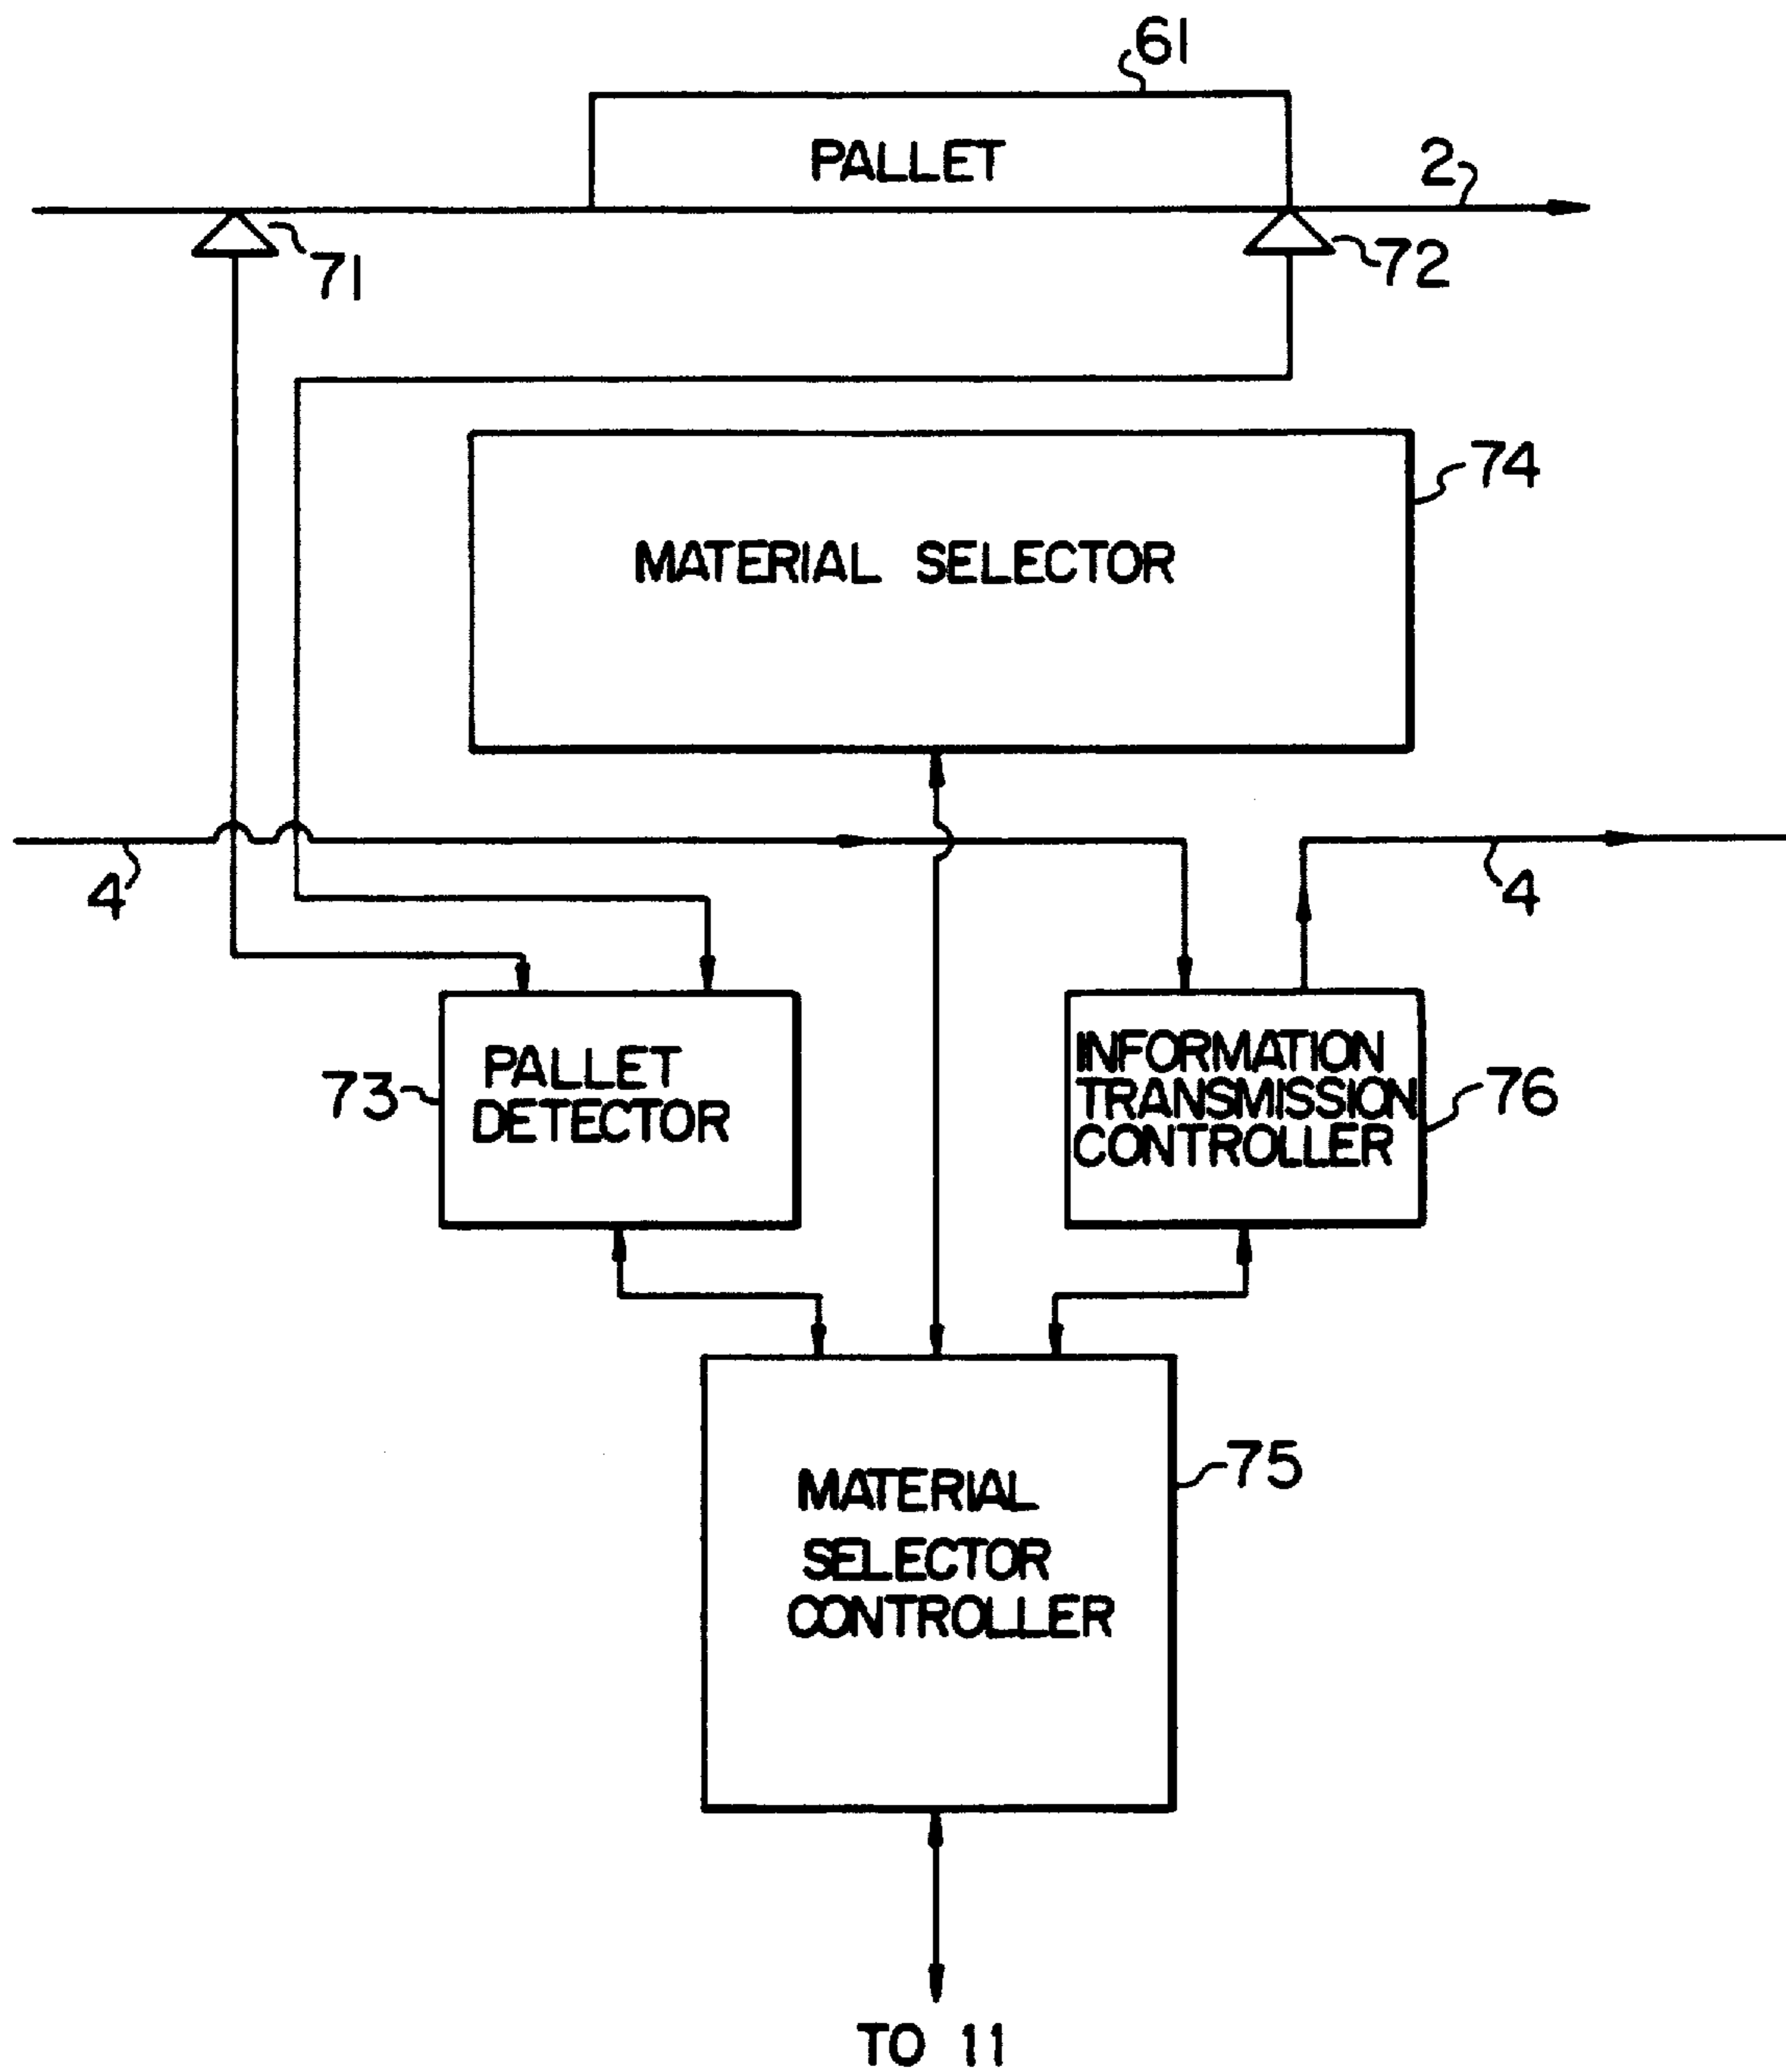 61
PALLET
2
71
72
74
MATERIAL SELECTOR
4
4
PALLET
DETECTOR
73
INFORMATION
TRANSMISSION
CONTROLLER
76
75
MATERIAL
SELECTOR
CONTROLLER
TO 11